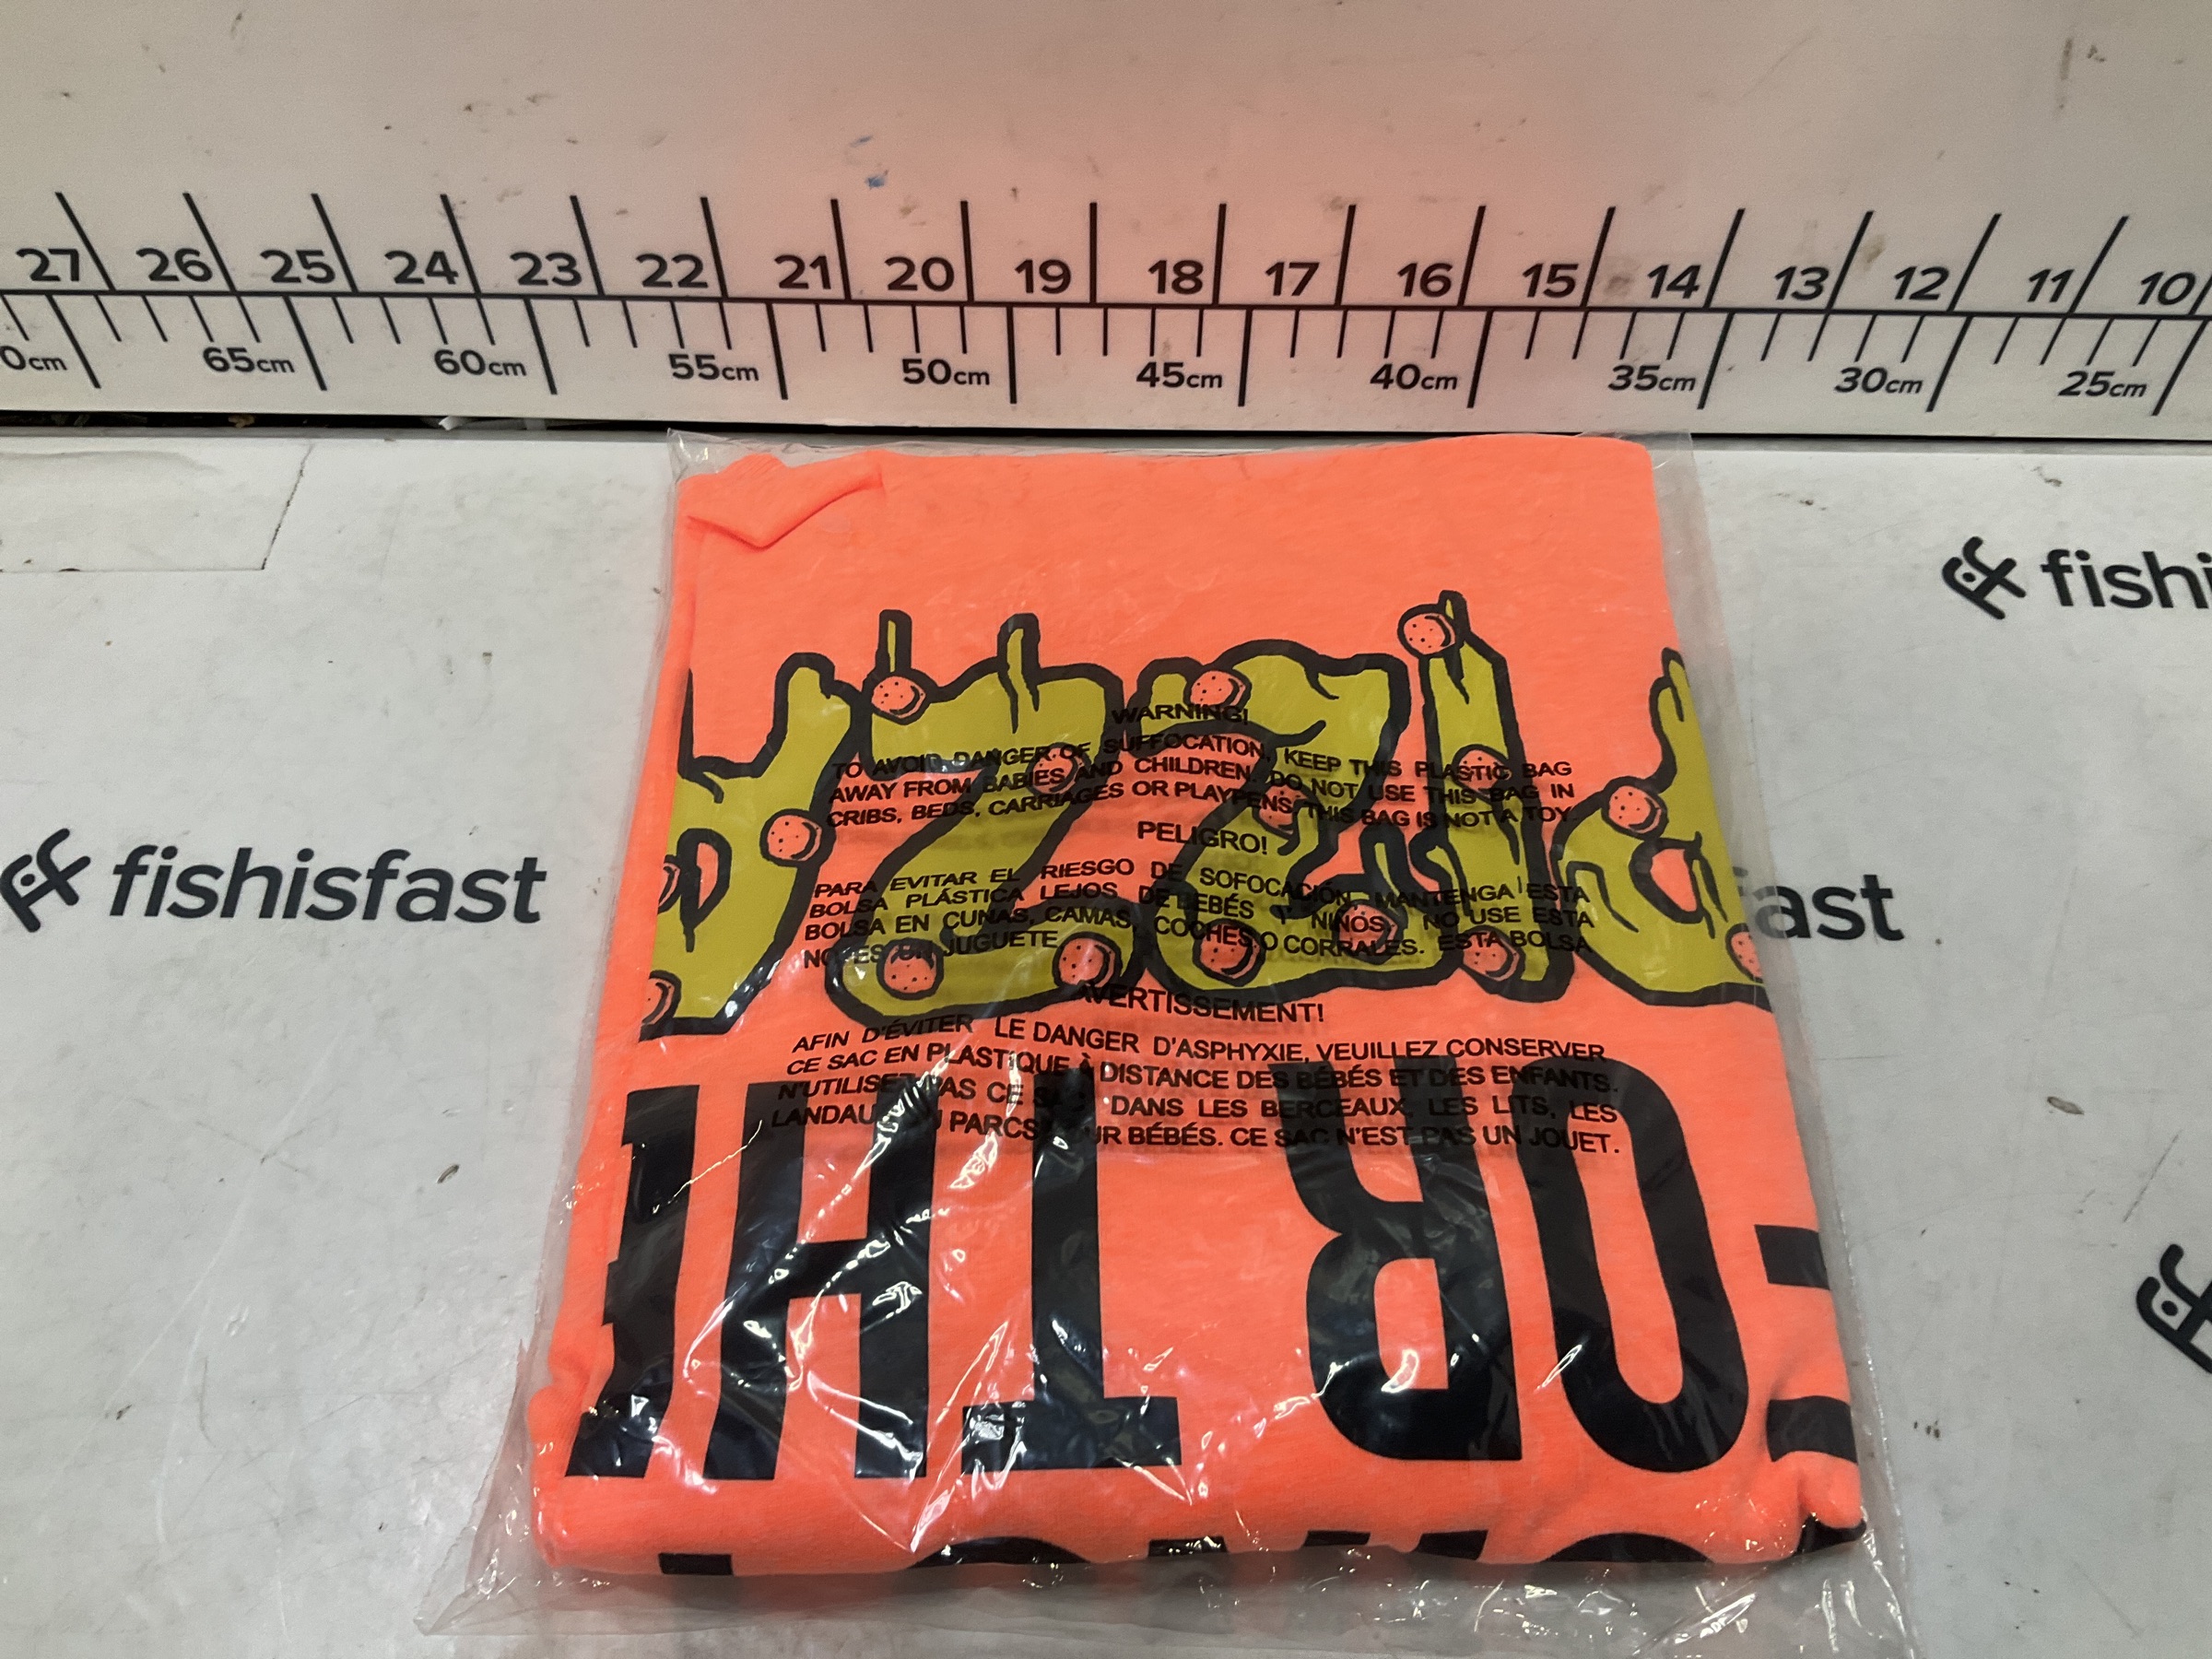 27 26 25 24 23 22 21 20 19 18 17 16 15 14 13 12 11 10
0cm 65cm 60cm 55cm 50cm 45cm 40cm 35cm 30cm 25cm
fishi
fishisfast
fast
WARNING!
TO AVOID DANGER OF SUFFOCATION, KEEP THIS PLASTIC BAG
AWAY FROM BABIES AND CHILDREN. DO NOT USE THIS BAG IN
CRIBS, BEDS, CARRIAGES OR PLAYPENS. THIS BAG IS NOT A TOY.
PELIGRO!
PARA EVITAR EL RIESGO DE SOFOCACIÓN, MANTENGA ESTA
BOLSA PLÁSTICA LEJOS DE BEBÉS Y NIÑOS. NO USE ESTA
BOLSA EN CUNAS, CAMAS, COCHES O CORRALES. ESTA BOLSA
NO ES UN JUGUETE
AVERTISSEMENT!
AFIN D'ÉVITER LE DANGER D'ASPHYXIE, VEUILLEZ CONSERVER
CE SAC EN PLASTIQUE À DISTANCE DES BÉBÉS ET DES ENFANTS.
N'UTILISEZ PAS CE SAC DANS LES BERCEAUX, LES LITS, LES
LANDAUS OU PARCS POUR BÉBÉS. CE SAC N'EST PAS UN JOUET.
OR TH